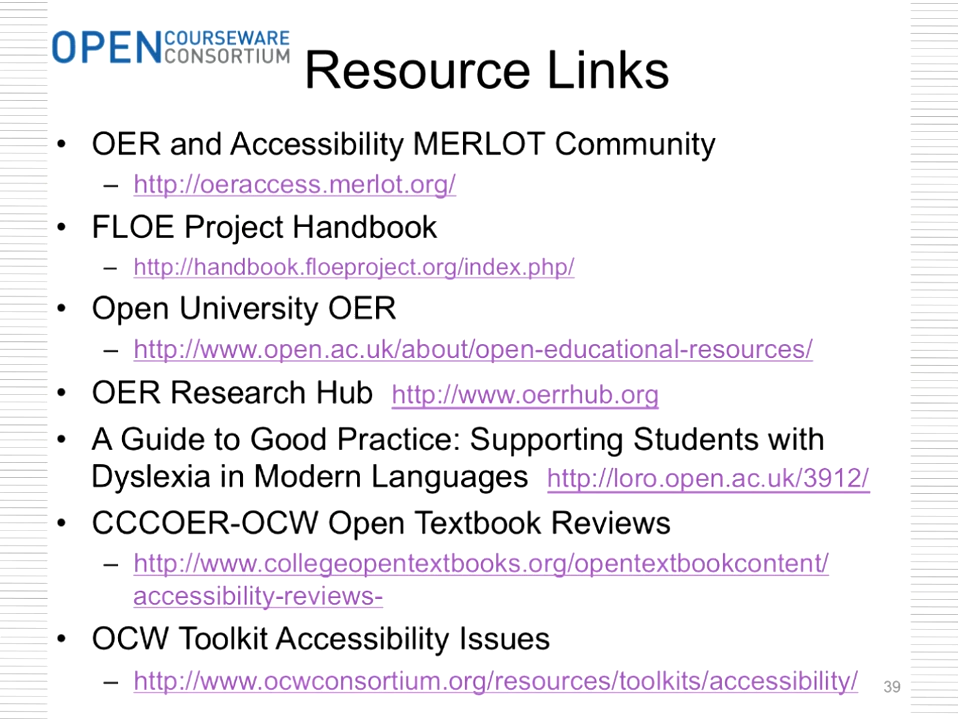 OPEN COURSEWARE CONSORTIUM
Resource Links
• OER and Accessibility MERLOT Community
– http://oeraccess.merlot.org/
• FLOE Project Handbook
– http://handbook.floeproject.org/index.php/
• Open University OER
– http://www.open.ac.uk/about/open-educational-resources/
• OER Research Hub http://www.oerrhub.org
• A Guide to Good Practice: Supporting Students with
Dyslexia in Modern Languages http://loro.open.ac.uk/3912/
• CCCOER-OCW Open Textbook Reviews
– http://www.collegeopentextbooks.org/opentextbookcontent/
accessibility-reviews-
• OCW Toolkit Accessibility Issues
– http://www.ocwconsortium.org/resources/toolkits/accessibility/
39